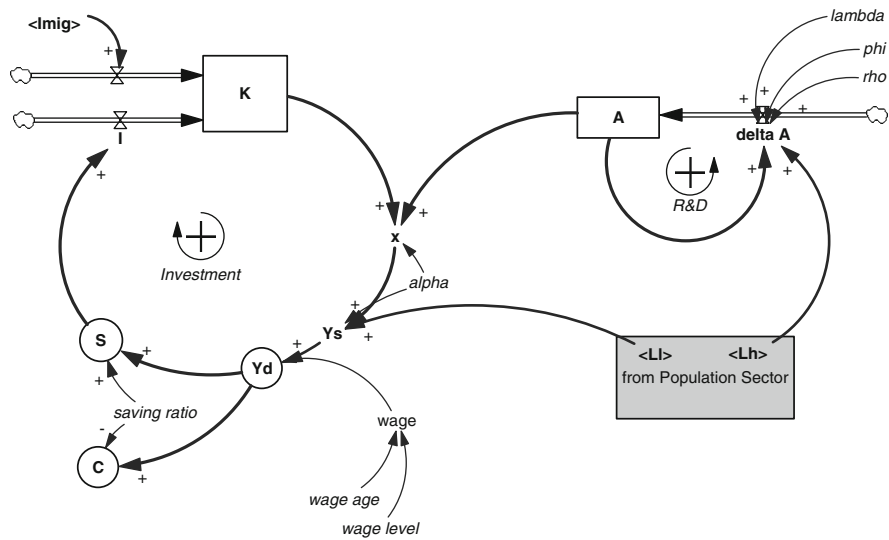 <Imig>
lambda
phi
rho
+
+
+
+
K
A
I
delta A
+
+
+
R&D
+
+
x
Investment
alpha
+
+
Ys
+
<Ll>
<Lh>
from Population Sector
S
+
Yd
+
saving ratio
-
wage
C
+
wage age
wage level